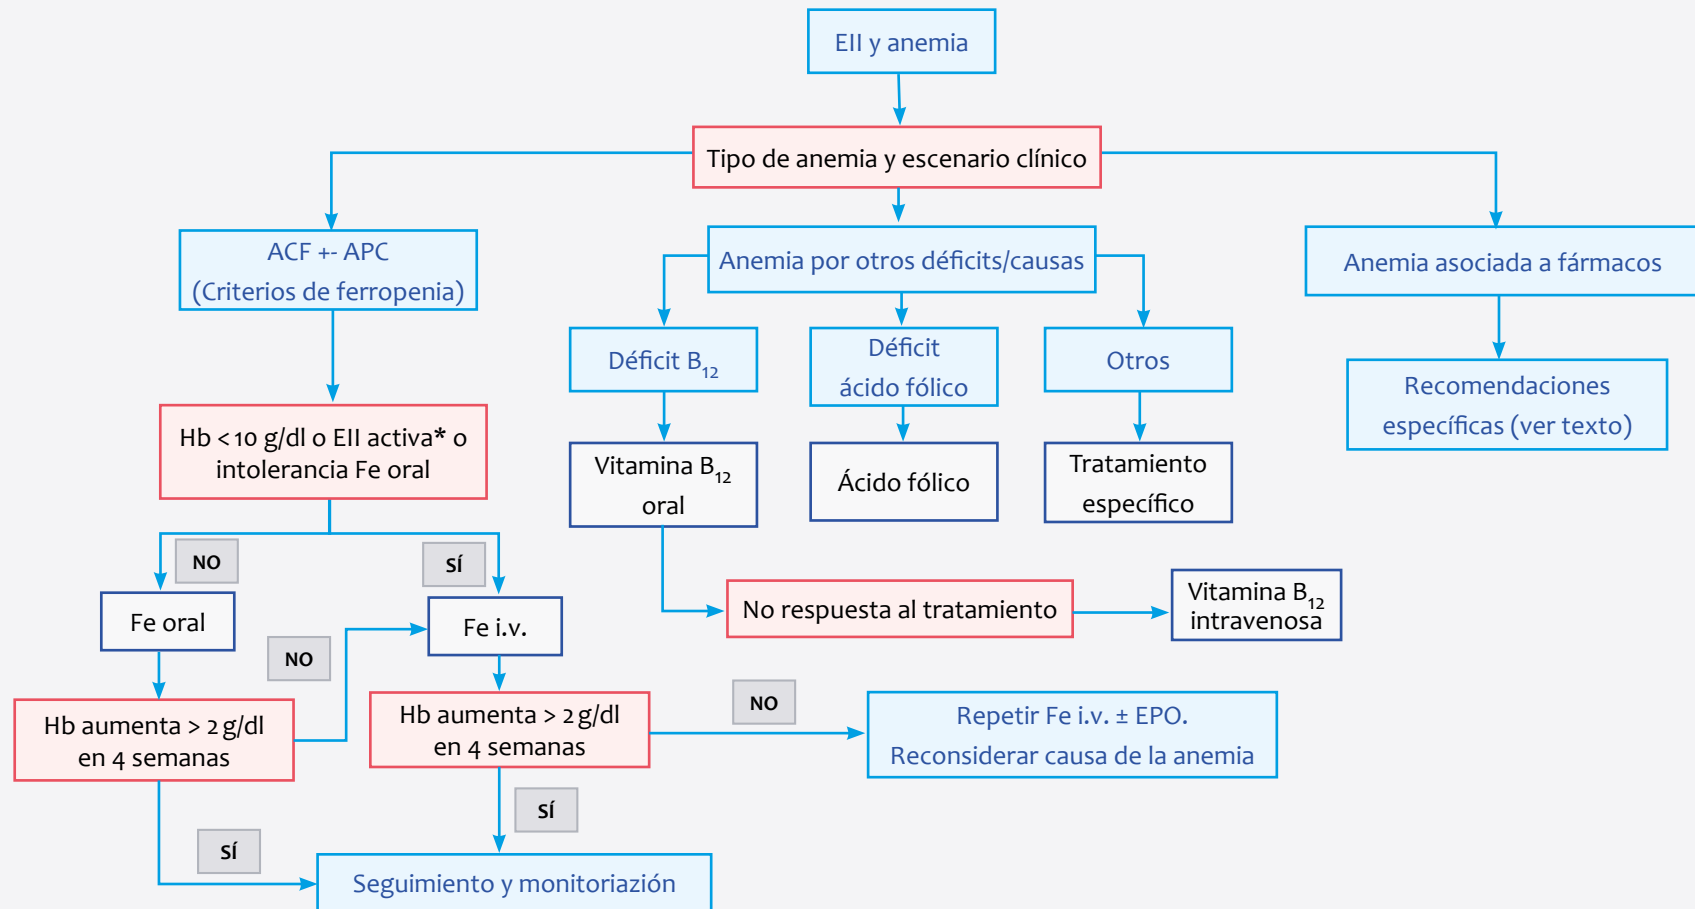 EII y anemia
Tipo de anemia y escenario clínico
ACF +- APC
(Criterios de ferropenia)
Anemia por otros déficits/causas
Anemia asociada a fármacos
Déficit B12
Déficit
ácido fólico
Otros
Recomendaciones
específicas (ver texto)
Hb < 10 g/dl o EII activa* o
intolerancia Fe oral
Vitamina B12
oral
Ácido fólico
Tratamiento
específico
NO
SÍ
Fe oral
Fe i.v.
No respuesta al tratamiento
Vitamina B12
intravenosa
NO
Hb aumenta > 2 g/dl
en 4 semanas
Hb aumenta > 2 g/dl
en 4 semanas
NO
Repetir Fe i.v. ± EPO.
Reconsiderar causa de la anemia
SÍ
SÍ
Seguimiento y monitoriazión